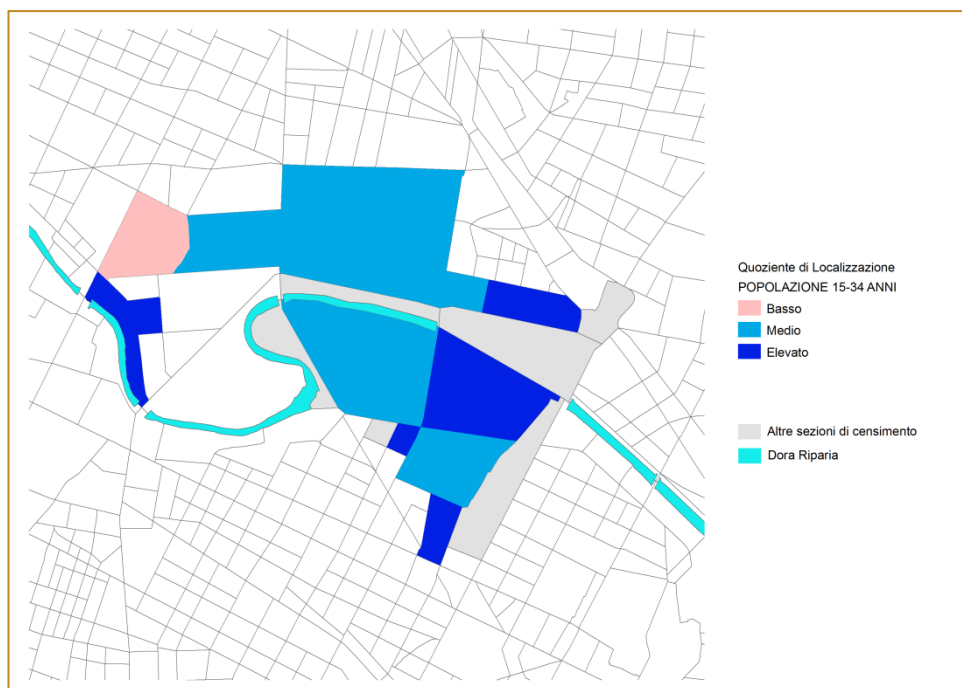 Quoziente di Localizzazione
POPOLAZIONE 15-34 ANNI
Basso
Medio
Elevato
Altre sezioni di censimento
Dora Riparia